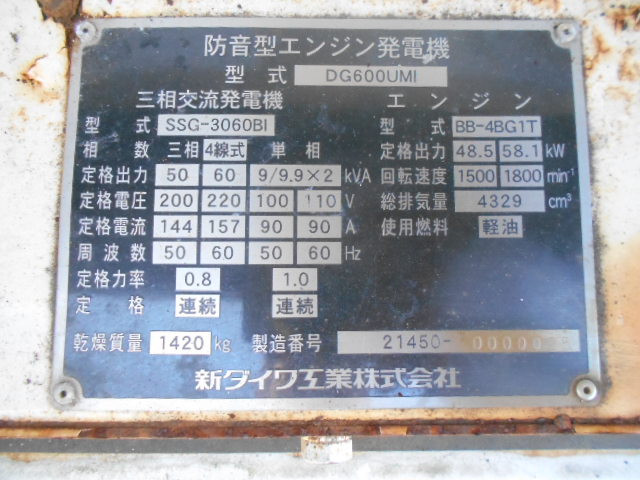 防音型エンジン発電機
型式 DG600UMI
三相交流発電機 エンジン
型式 SSG-3060BI 型式 BB-4BG1T
相数 三相 4線式 単相 定格出力 48.5 58.1 kW
定格出力 50 60 9/9.9×2 kVA 回転速度 1500 1800 min⁻¹
定格電圧 200 220 100 110 V 総排気量 4329 cm³
定格電流 144 157 90 90 A 使用燃料 軽油
周波数 50 60 50 60 Hz
定格力率 0.8 1.0
定格 連続 連続
乾燥質量 1420 kg 製造番号 21450-
新ダイワ工業株式会社